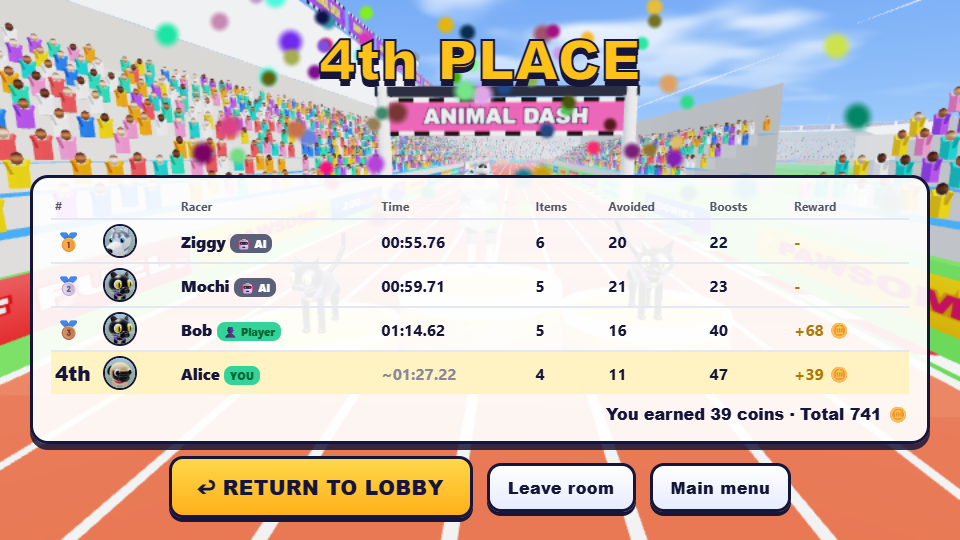 4th PLACE
ANIMAL DASH
# Racer Time Items Avoided Boosts Reward
1 Ziggy AI 00:55.76 6 20 22 -
2 Mochi AI 00:59.71 5 21 23 -
3 Bob Player 01:14.62 5 16 40 +68
4th Alice YOU ~01:27.22 4 11 47 +39
You earned 39 coins · Total 741
↩ RETURN TO LOBBY
Leave room
Main menu